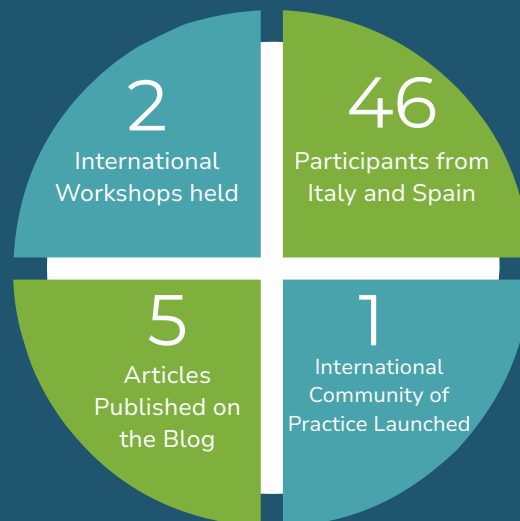 2
International
Workshops held
46
Participants from
Italy and Spain
5
Articles
Published on
the Blog
1
International
Community of
Practice Launched